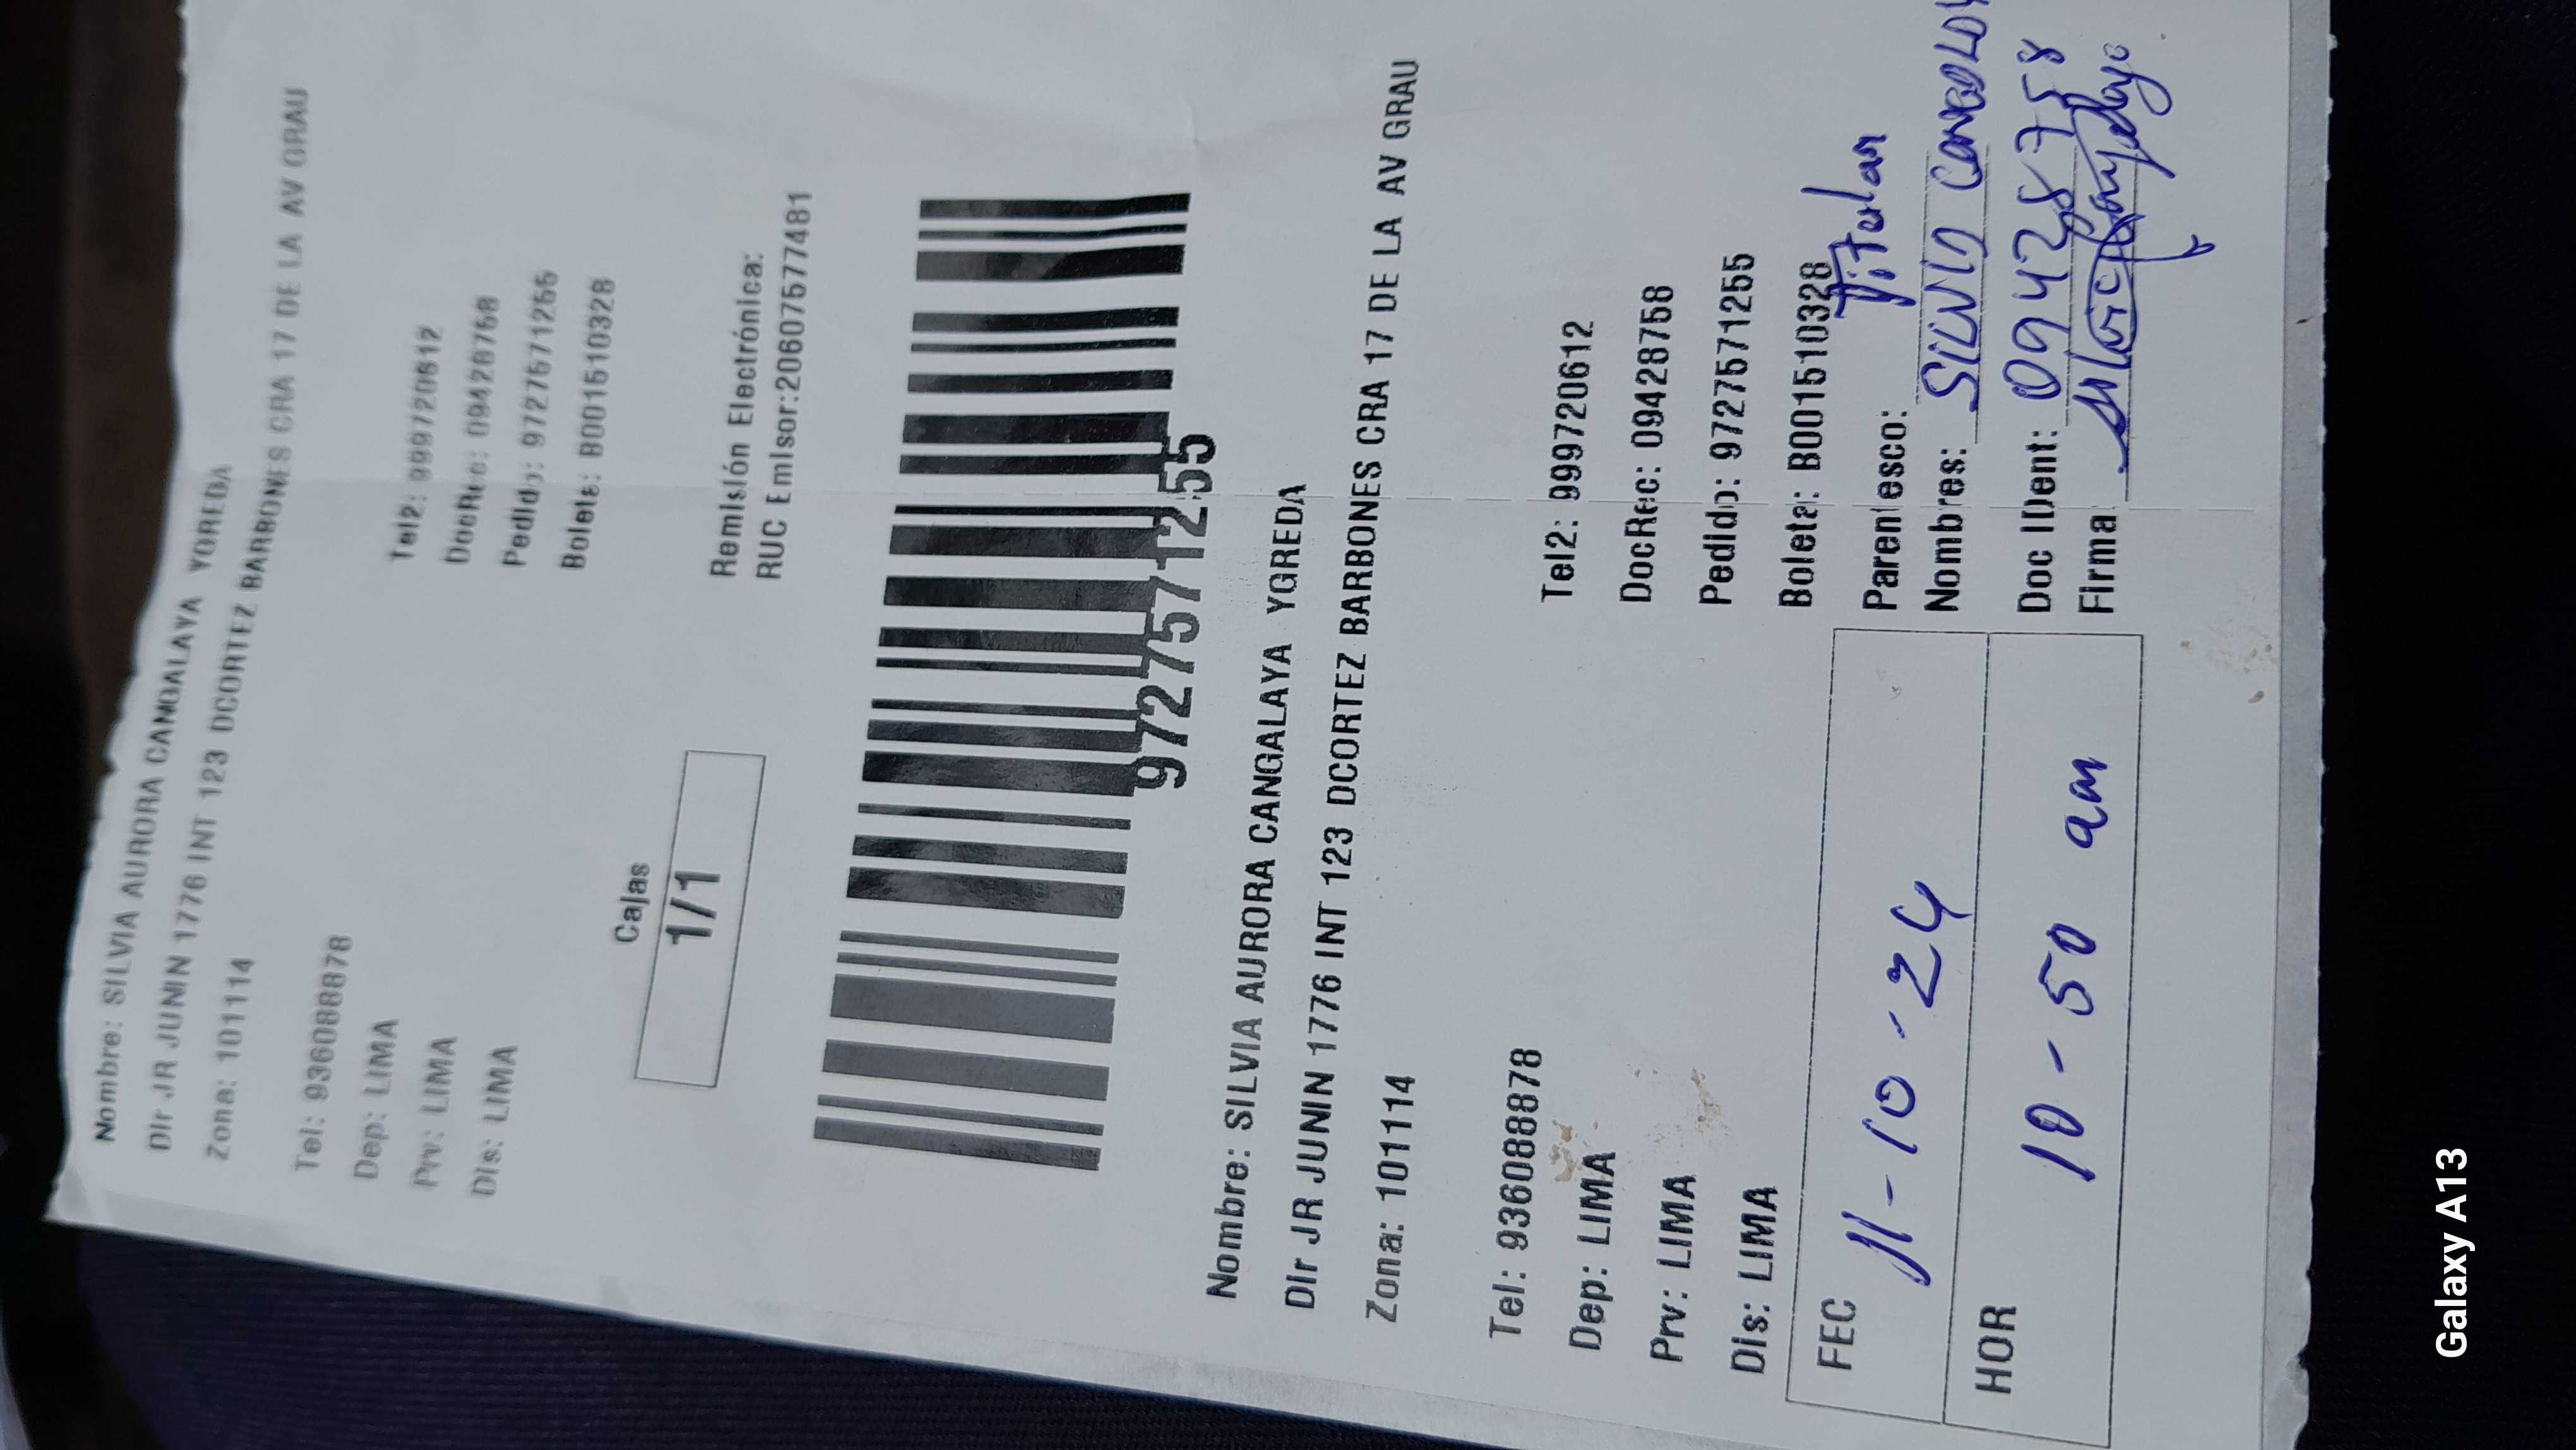 Nombre: SILVIA AURORA CANGALAYA YGREDA
Dir JR JUNIN 1776 INT 123 DCORTEZ BARBONES CRA 17 DE LA AV GRAU
Zona: 101114
Tel: 936088878 Tel2: 999720612
Dep: LIMA DocRec: 09428758
Prv: LIMA Pedido: 9727571255
Dis: LIMA Boleta: B001510328
Cajas
1/1
Remisión Electrónica:
RUC Emisor:20607577481
9727571255
Nombre: SILVIA AURORA CANGALAYA YGREDA
Dir JR JUNIN 1776 INT 123 DCORTEZ BARBONES CRA 17 DE LA AV GRAU
Zona: 101114
Tel: 936088878 Tel2: 999720612
Dep: LIMA DocRec: 09428758
Prv: LIMA Pedido: 9727571255
Dis: LIMA Boleta: B001510328
FEC 11-10-24
HOR 10-50 am
Parentesco: Titular
Nombres: SILVIA
Doc IDent: 09428758
Firma
Galaxy A13